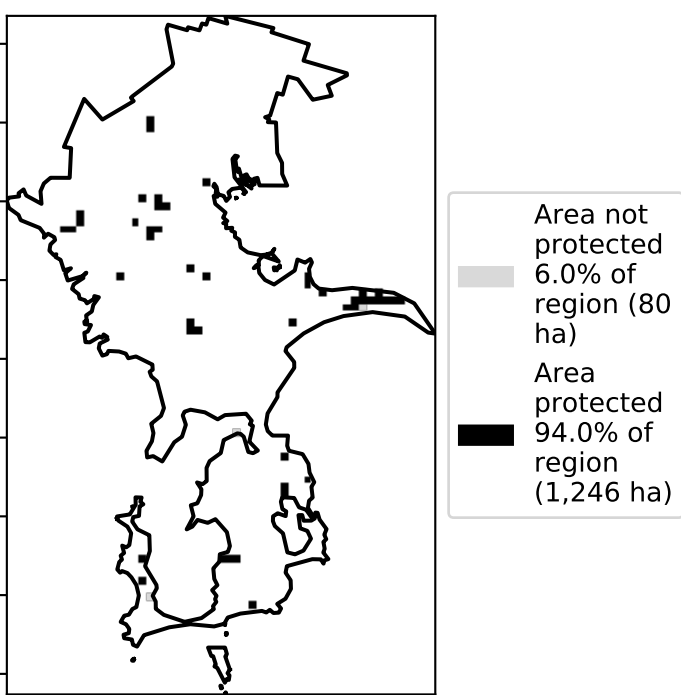 Area not
protected
6.0% of
region (80
ha)
Area
protected
94.0% of
region
(1,246 ha)